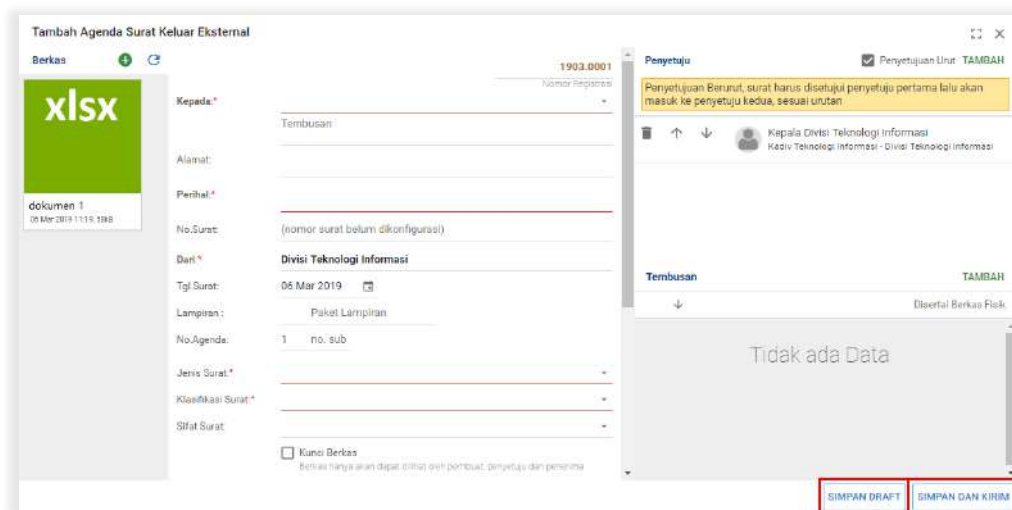 Tambah Agenda Surat Keluar Eksternal
Berkas
xlsx
dokumen 1
06 Mar 2019 11:19, 58kB
1903.0001
Nomor Registrasi
Kepada:*
Tembusan
Alamat:
Perihal:*
No.Surat: (nomor surat belum dikonfigurasi)
Dari:* Divisi Teknologi Informasi
Tgl Surat: 06 Mar 2019
Lampiran : Paket Lampiran
No.Agenda: 1 no. sub
Jenis Surat:*
Klasifikasi Surat:*
Sifat Surat:
Kunci Berkas
Berkas hanya akan dapat dilihat oleh pembuat, penyetuju dan penerima
Penyetuju Penyetujuan Urut TAMBAH
Penyetujuan Berurut, surat harus disetujui penyetuju pertama lalu akan
masuk ke penyetuju kedua, sesuai urutan
Kepala Divisi Teknologi Informasi
Kadiv Teknologi Informasi - Divisi Teknologi Informasi
Tembusan TAMBAH
Disertai Berkas Fisik
Tidak ada Data
SIMPAN DRAFT SIMPAN DAN KIRIM